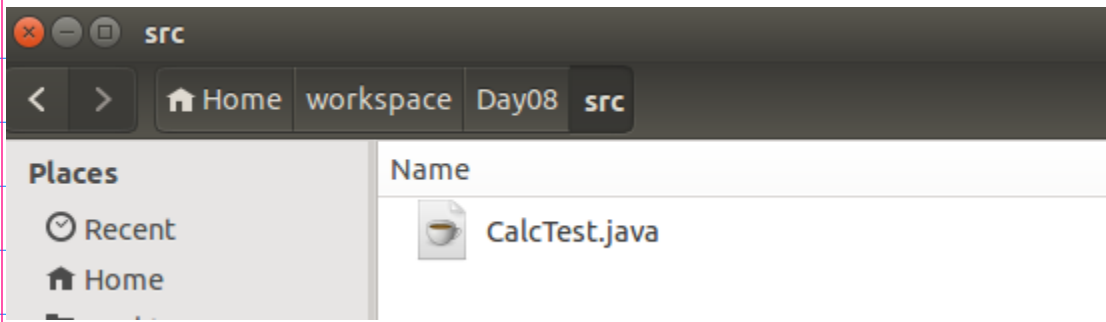 src
Home workspace Day08 src
Places
Name
Recent
CalcTest.java
Home